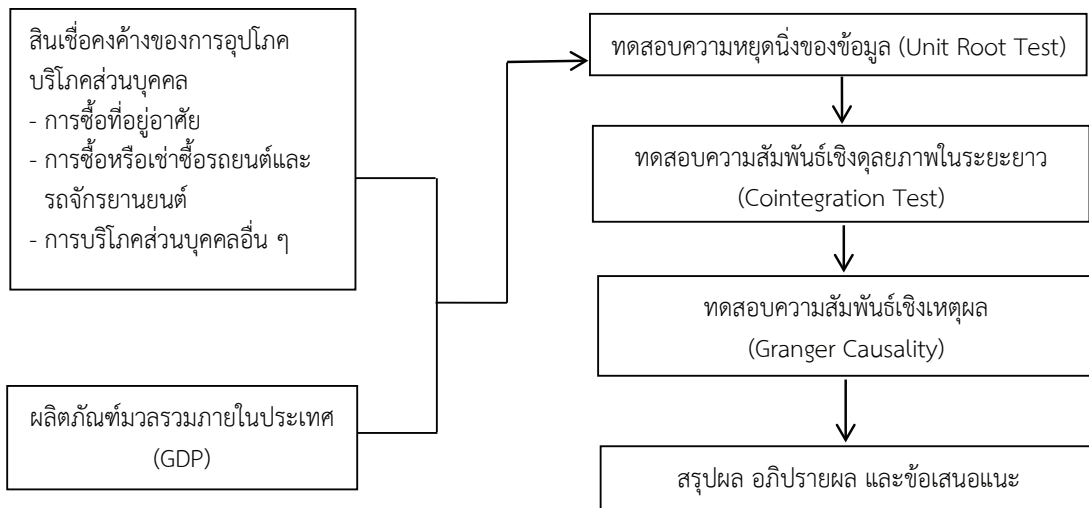 สินเชื่อคงค้างของการอุปโภค
บริโภคส่วนบุคคล
- การซื้อที่อยู่อาศัย
- การซื้อหรือเช่าซื้อรถยนต์และ
รถจักรยานยนต์
- การบริโภคส่วนบุคคลอื่น ๆ
ผลิตภัณฑ์มวลรวมภายในประเทศ
(GDP)
ทดสอบความหยุดนิ่งของข้อมูล (Unit Root Test)
ทดสอบความสัมพันธ์เชิงดุลยภาพในระยะยาว
(Cointegration Test)
ทดสอบความสัมพันธ์เชิงเหตุผล
(Granger Causality)
สรุปผล อภิปรายผล และข้อเสนอแนะ